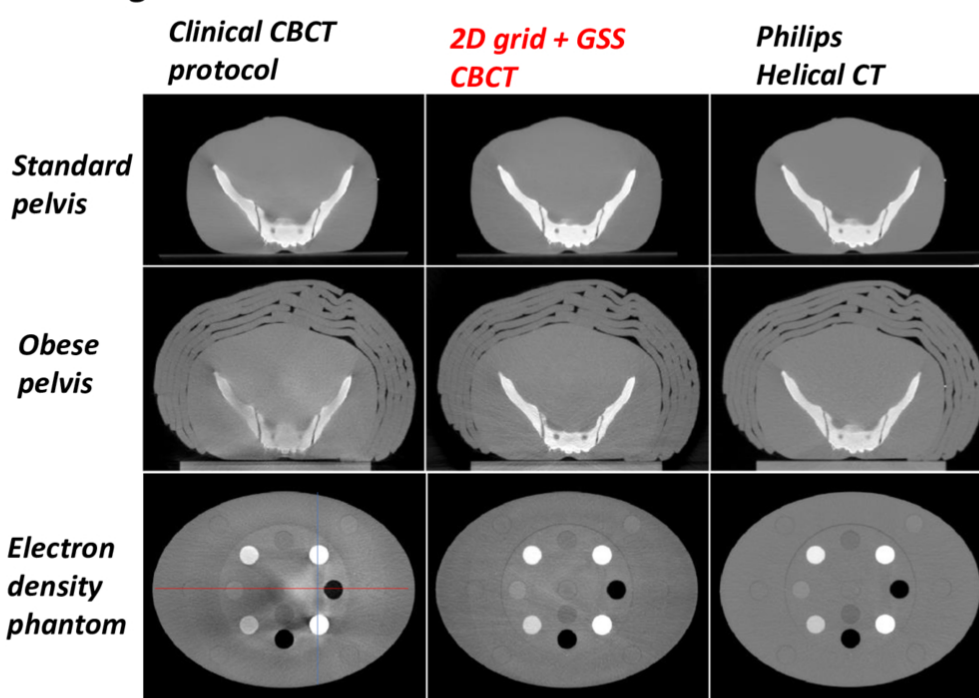 Clinical CBCT
protocol
2D grid + GSS
CBCT
Philips
Helical CT
Standard
pelvis
Obese
pelvis
Electron
density
phantom